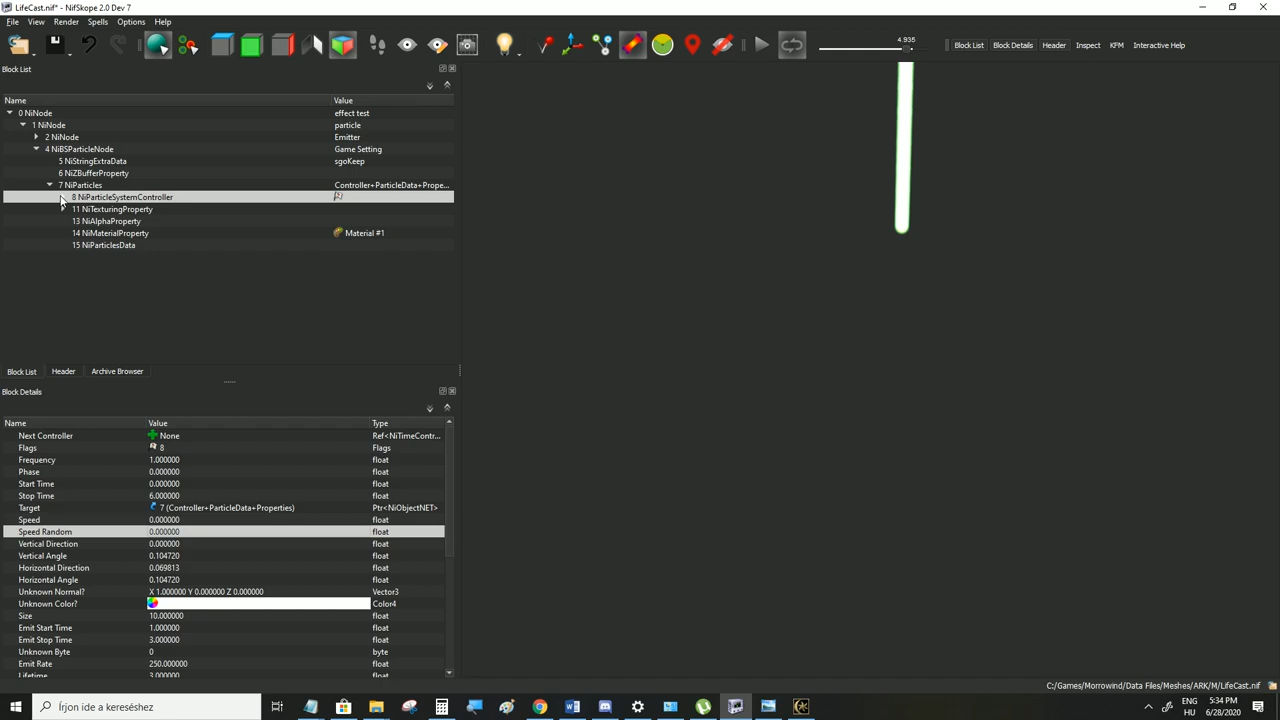 LifeCast.nif* - NifSkope 2.0 Dev 7
File View Render Spells Options Help
4.935
Block List Block Details Header Inspect KFM Interactive Help
Block List
Name Value
0 NiNode effect test
1 NiNode particle
2 NiNode Emitter
4 NiBSParticleNode Game Setting
5 NiStringExtraData sgoKeep
6 NiZBufferProperty
7 NiParticles Controller+ParticleData+Prope...
8 NiParticleSystemController
11 NiTexturingProperty
13 NiAlphaProperty
14 NiMaterialProperty Material #1
15 NiParticlesData
Block List Header Archive Browser
Block Details
Name Value Type
Next Controller None Ref<NiTimeContr...
Flags 8 Flags
Frequency 1.000000 float
Phase 0.000000 float
Start Time 0.000000 float
Stop Time 6.000000 float
Target 7 (Controller+ParticleData+Properties) Ptr<NiObjectNET>
Speed 0.000000 float
Speed Random 0.000000 float
Vertical Direction 0.000000 float
Vertical Angle 0.104720 float
Horizontal Direction 0.069813 float
Horizontal Angle 0.104720 float
Unknown Normal? X 1.000000 Y 0.000000 Z 0.000000 Vector3
Unknown Color? Color4
Size 10.000000 float
Emit Start Time 1.000000 float
Emit Stop Time 3.000000 float
Unknown Byte 0 byte
Emit Rate 250.000000 float
Lifetime 3.000000 float
C:/Games/Morrowind/Data Files/Meshes/ARK/M/LifeCast.nif
Írjon ide a kereséshez
ENG 5:34 PM
HU 6/28/2020